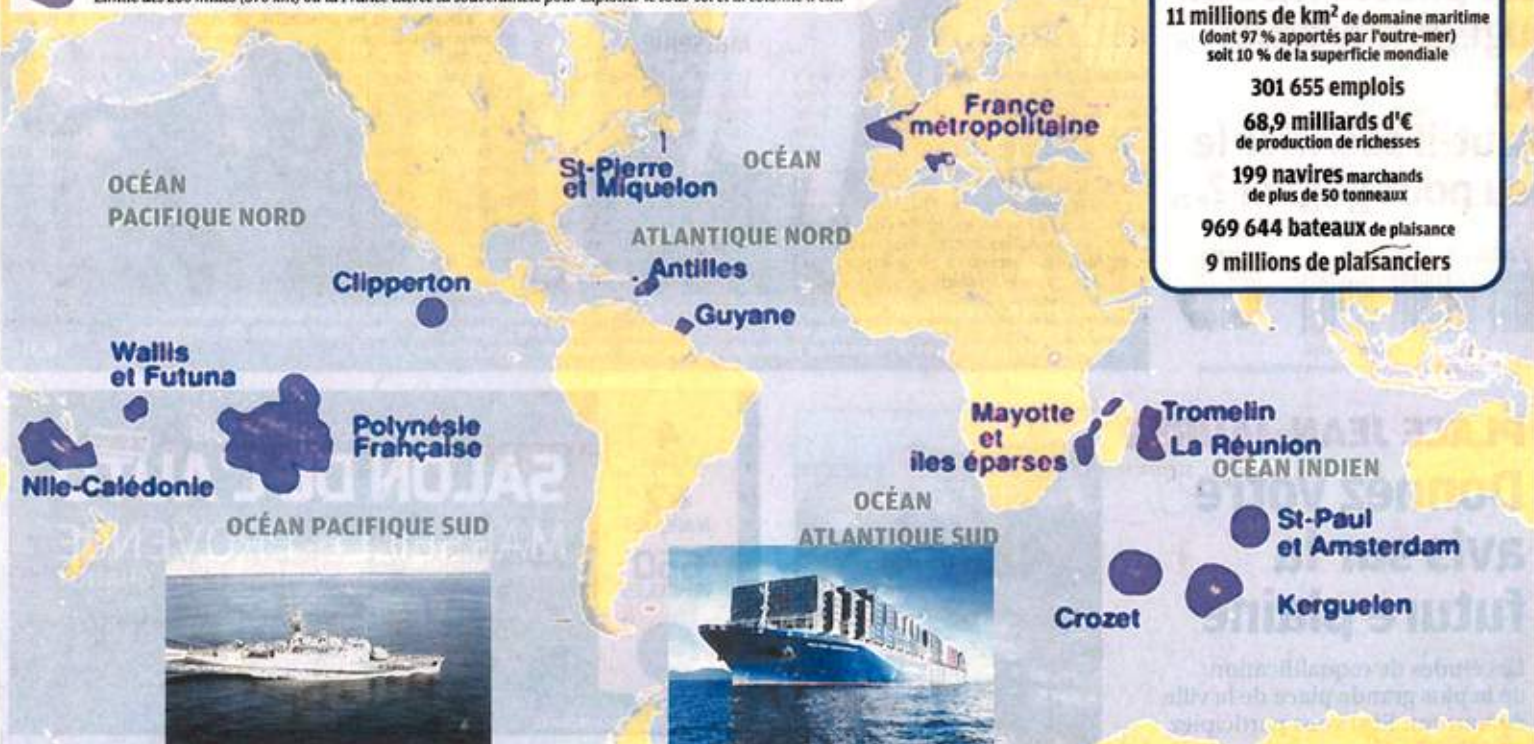 11 millions de km² de domaine maritime
(dont 97 % apportés par l'outre-mer)
soit 10 % de la superficie mondiale
301 655 emplois
68,9 milliards d'€
de production de richesses
199 navires marchands
de plus de 50 tonneaux
969 644 bateaux de plaisance
9 millions de plaisanciers
France
métropolitaine
St-Pierre
et Miquelon
OCÉAN
ATLANTIQUE NORD
OCÉAN
PACIFIQUE NORD
Clipperton
Antilles
Guyane
Wallis
et Futuna
Polynésie
Française
Nlle-Calédonie
OCÉAN PACIFIQUE SUD
Mayotte
et
îles éparses
Tromelin
La Réunion
OCÉAN INDIEN
OCÉAN
ATLANTIQUE SUD
St-Paul
et Amsterdam
Crozet
Kerguelen